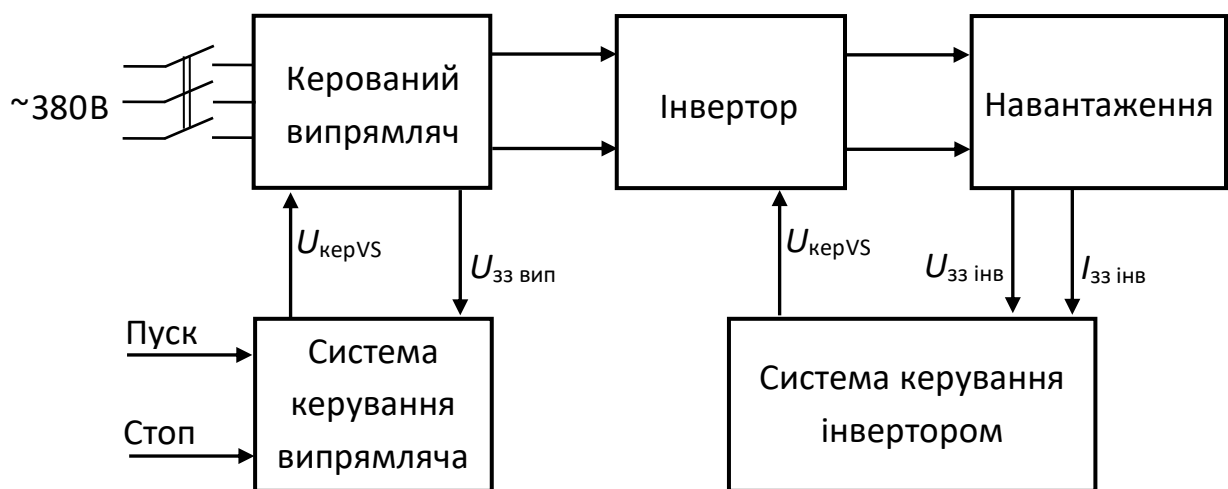 ~380В
Керований
випрямляч
Інвертор
Навантаження
UкерVS
Uзз вип
UкерVS
Uзз інв
Iзз інв
Пуск
Стоп
Система
керування
випрямляча
Система керування
інвертором